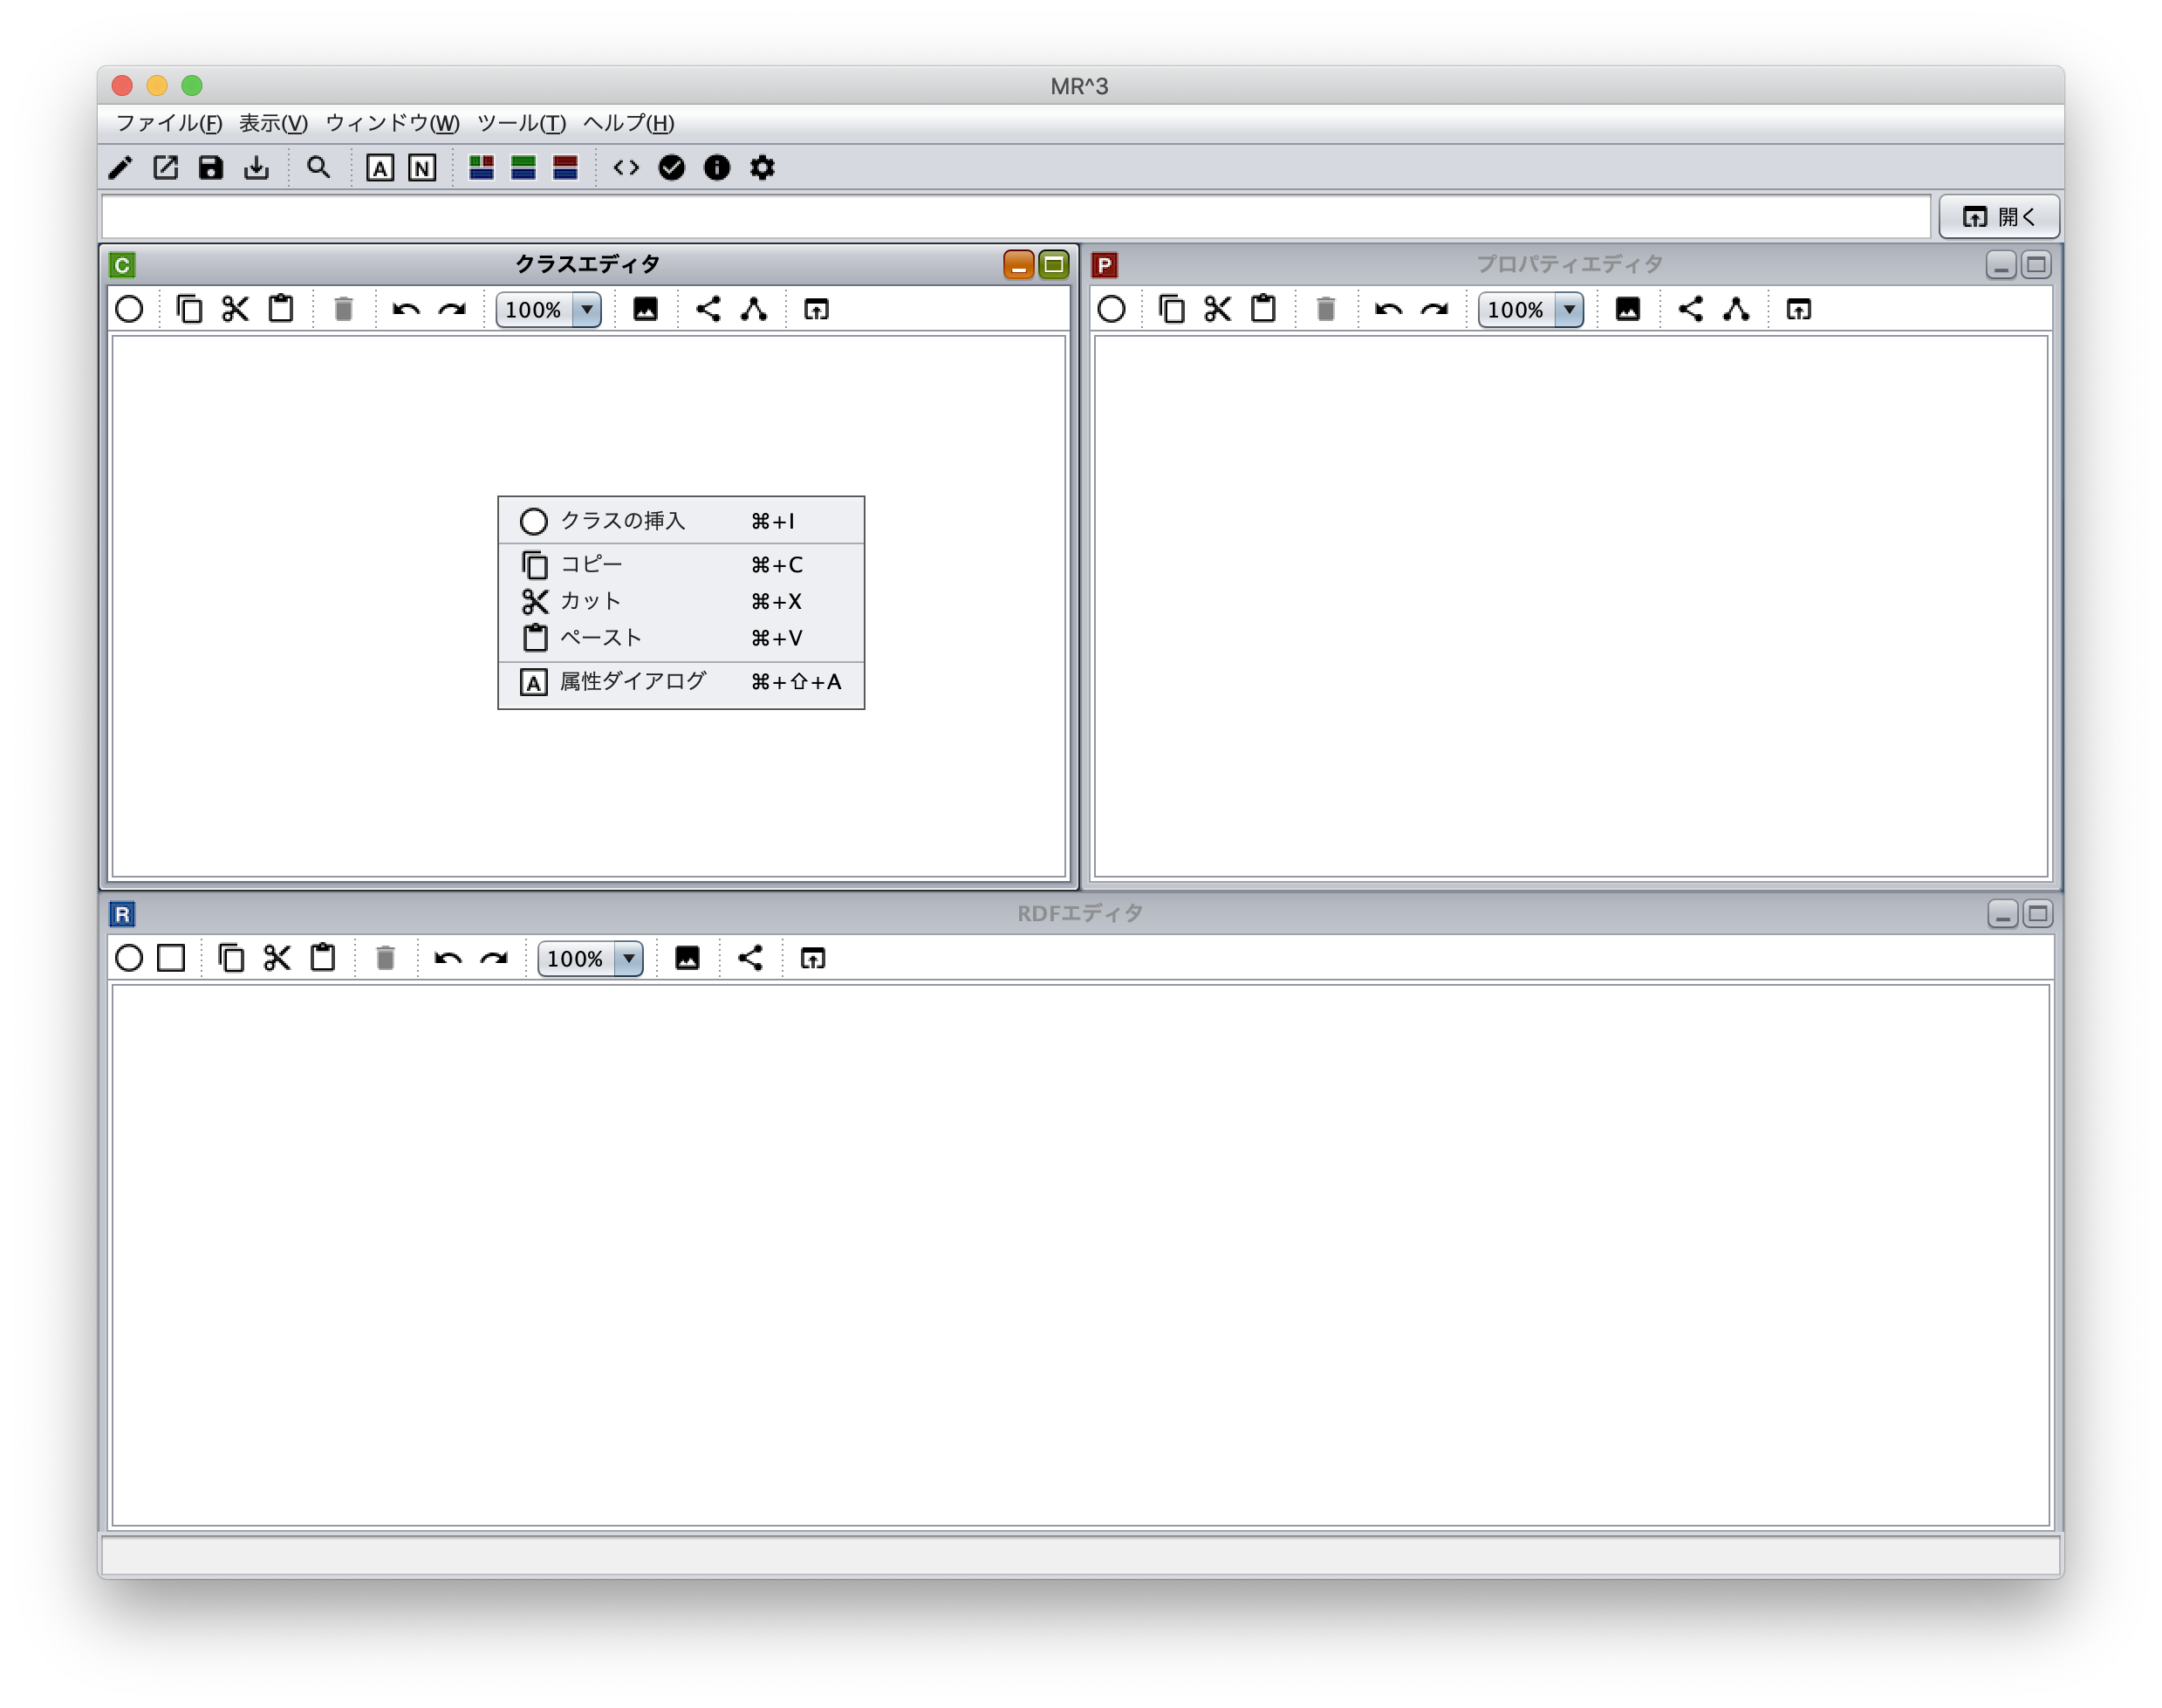 MR^3
ファイル(F) 表示(V) ウィンドウ(W) ツール(T) ヘルプ(H)
A N
開く
C クラスエディタ
P プロパティエディタ
100%
100%
クラスの挿入 ⌘+I
コピー ⌘+C
カット ⌘+X
ペースト ⌘+V
A 属性ダイアログ ⌘+⇧+A
R RDFエディタ
100%